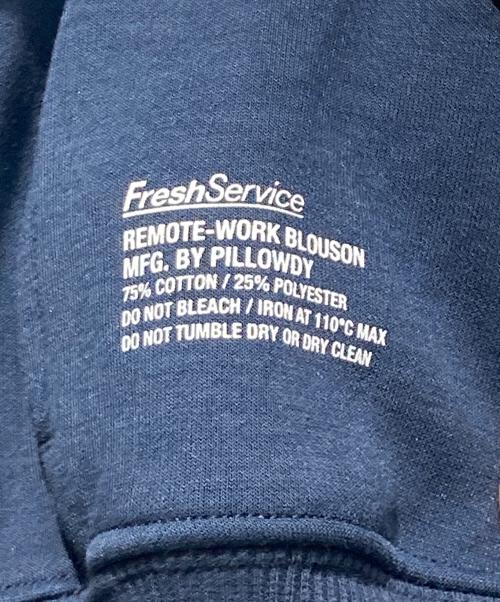 FreshService
REMOTE-WORK BLOUSON
MFG. BY PILLOWDY
75% COTTON / 25% POLYESTER
DO NOT BLEACH / IRON AT 110°C MAX
DO NOT TUMBLE DRY OR DRY CLEAN